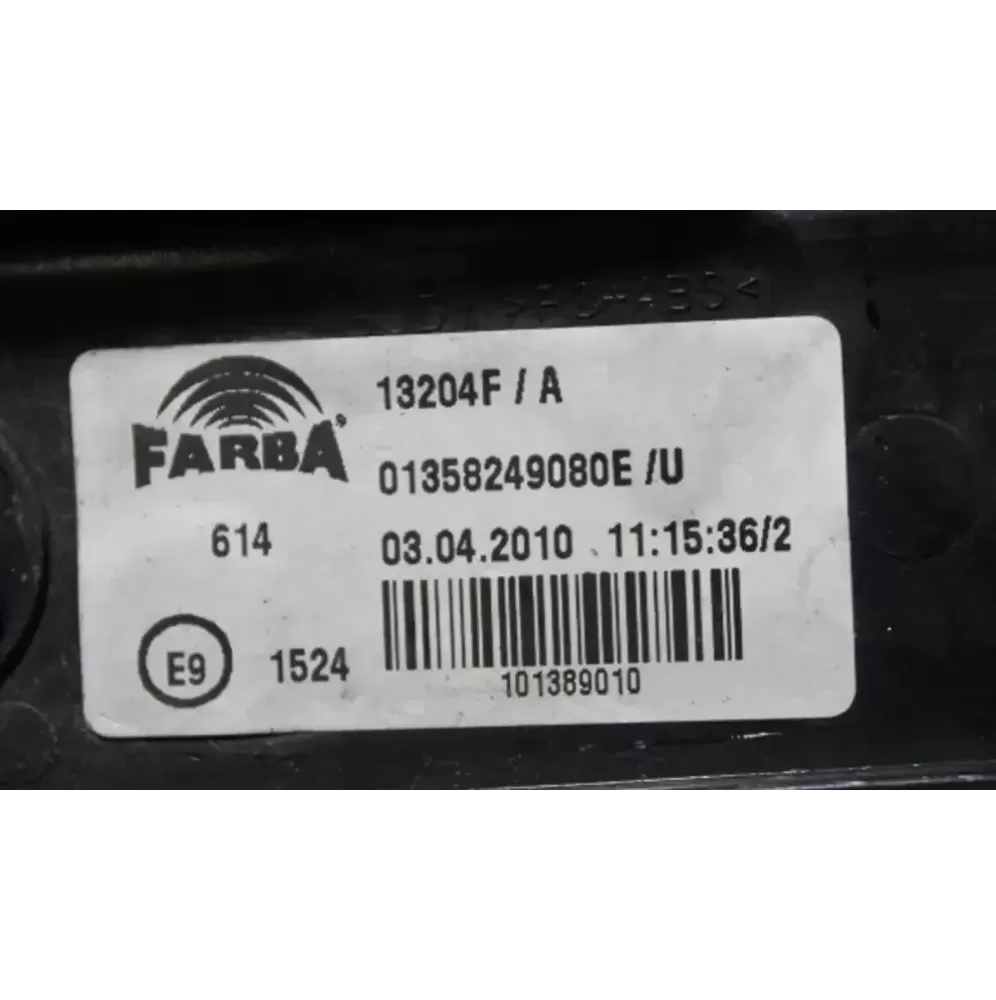 FARBA®
13204F / A
01358249080E /U
614
03.04.2010 11:15:36/2
E9
1524
101389010